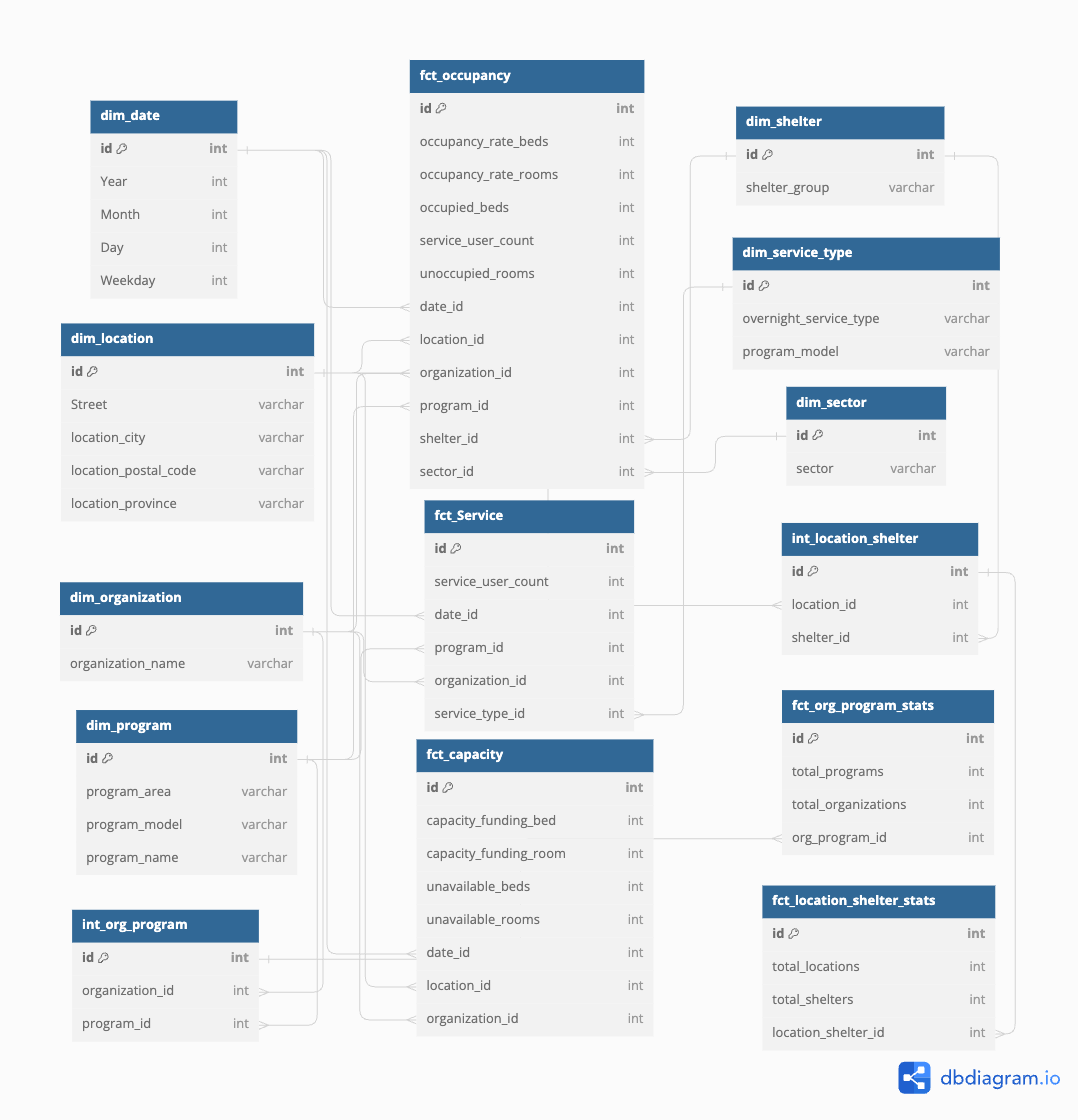 dim_date
id int
Year int
Month int
Day int
Weekday int
dim_location
id int
Street varchar
location_city varchar
location_postal_code varchar
location_province varchar
dim_organization
id int
organization_name varchar
dim_program
id int
program_area varchar
program_model varchar
program_name varchar
int_org_program
id int
organization_id int
program_id int
fct_occupancy
id int
occupancy_rate_beds int
occupancy_rate_rooms int
occupied_beds int
service_user_count int
unoccupied_rooms int
date_id int
location_id int
organization_id int
program_id int
shelter_id int
sector_id int
fct_Service
id int
service_user_count int
date_id int
program_id int
organization_id int
service_type_id int
fct_capacity
id int
capacity_funding_bed int
capacity_funding_room int
unavailable_beds int
unavailable_rooms int
date_id int
location_id int
organization_id int
dim_shelter
id int
shelter_group varchar
dim_service_type
id int
overnight_service_type varchar
program_model varchar
dim_sector
id int
sector varchar
int_location_shelter
id int
location_id int
shelter_id int
fct_org_program_stats
id int
total_programs int
total_organizations int
org_program_id int
fct_location_shelter_stats
id int
total_locations int
total_shelters int
location_shelter_id int
dbdiagram.io